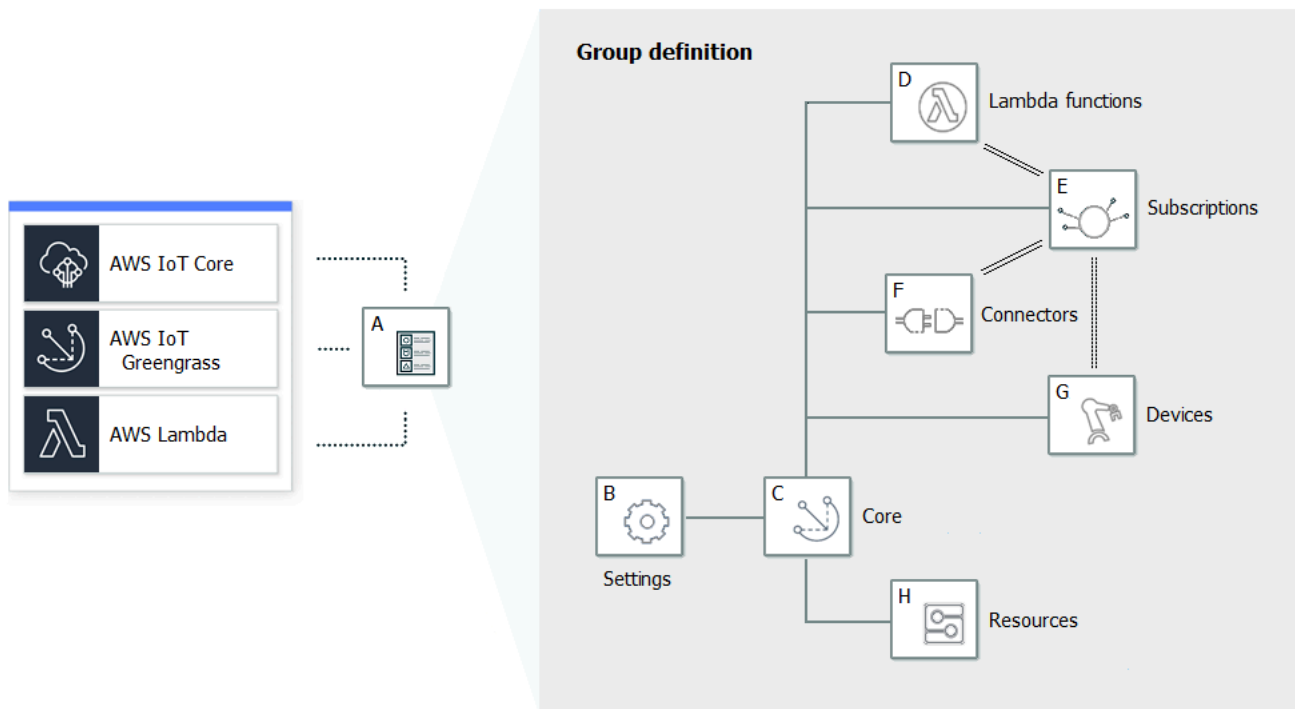 Group definition
D
Lambda functions
E
Subscriptions
AWS IoT Core
F
Connectors
A
AWS IoT
Greengrass
G
Devices
AWS Lambda
B
C
Core
Settings
H
Resources